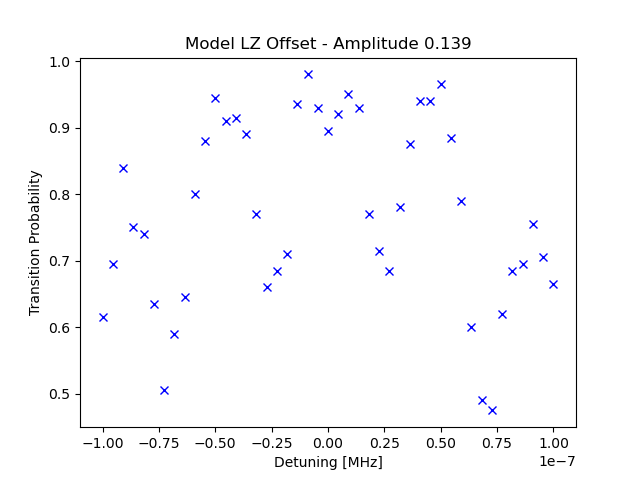 Model LZ Offset - Amplitude 0.139
1.0
0.9
0.8
0.7
0.6
0.5
Transition Probability
−1.00 −0.75 −0.50 −0.25 0.00 0.25 0.50 0.75 1.00
1e−7
Detuning [MHz]